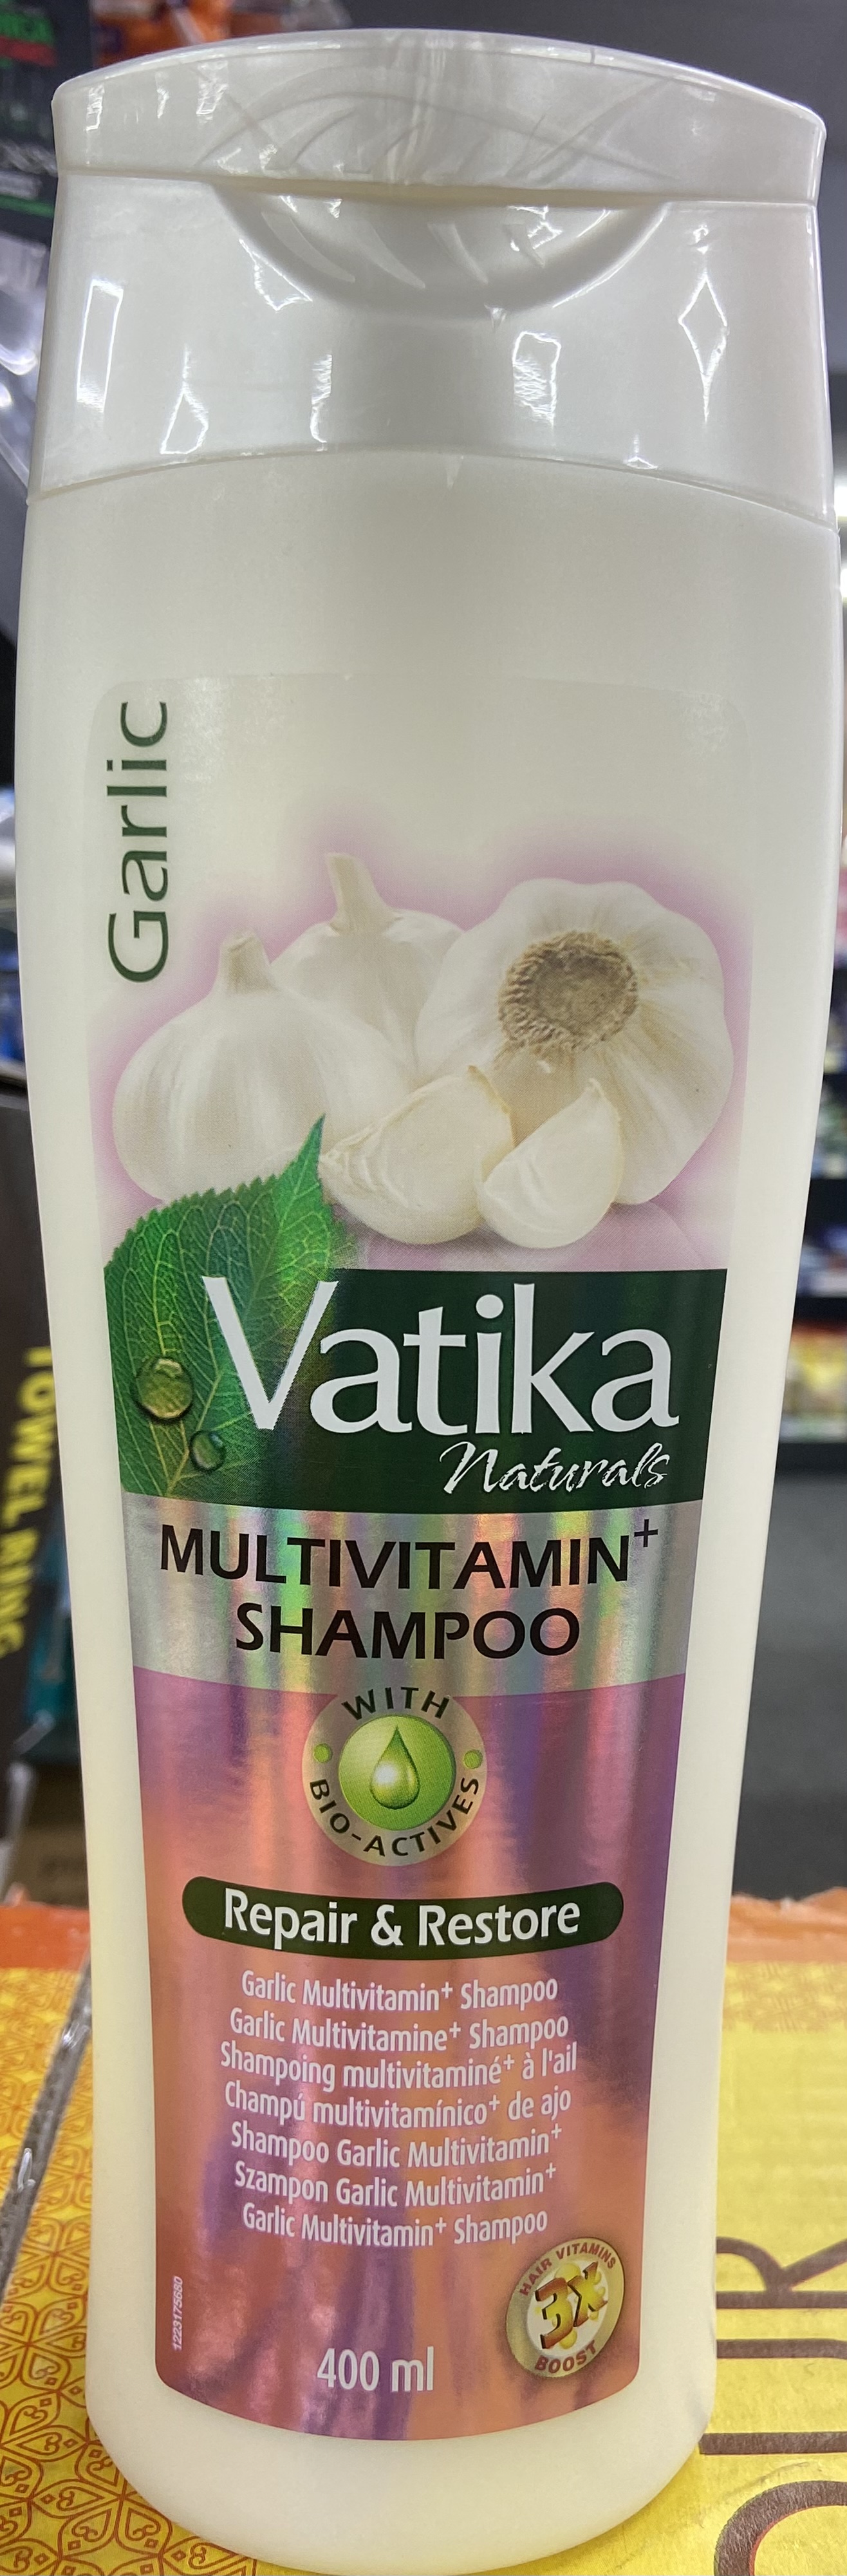 Garlic
Vatika
Naturals
MULTIVITAMIN+
SHAMPOO
WITH
BIO-ACTIVES
Repair & Restore
Garlic Multivitamin+ Shampoo
Garlic Multivitamine+ Shampoo
Shampoing multivitaminé+ à l'ail
Champú multivitamínico+ de ajo
Shampoo Garlic Multivitamin+
Szampon Garlic Multivitamin+
Garlic Multivitamin+ Shampoo
HAIR VITAMINS
3X
BOOST
1223175680
400 ml
TOWEL RING